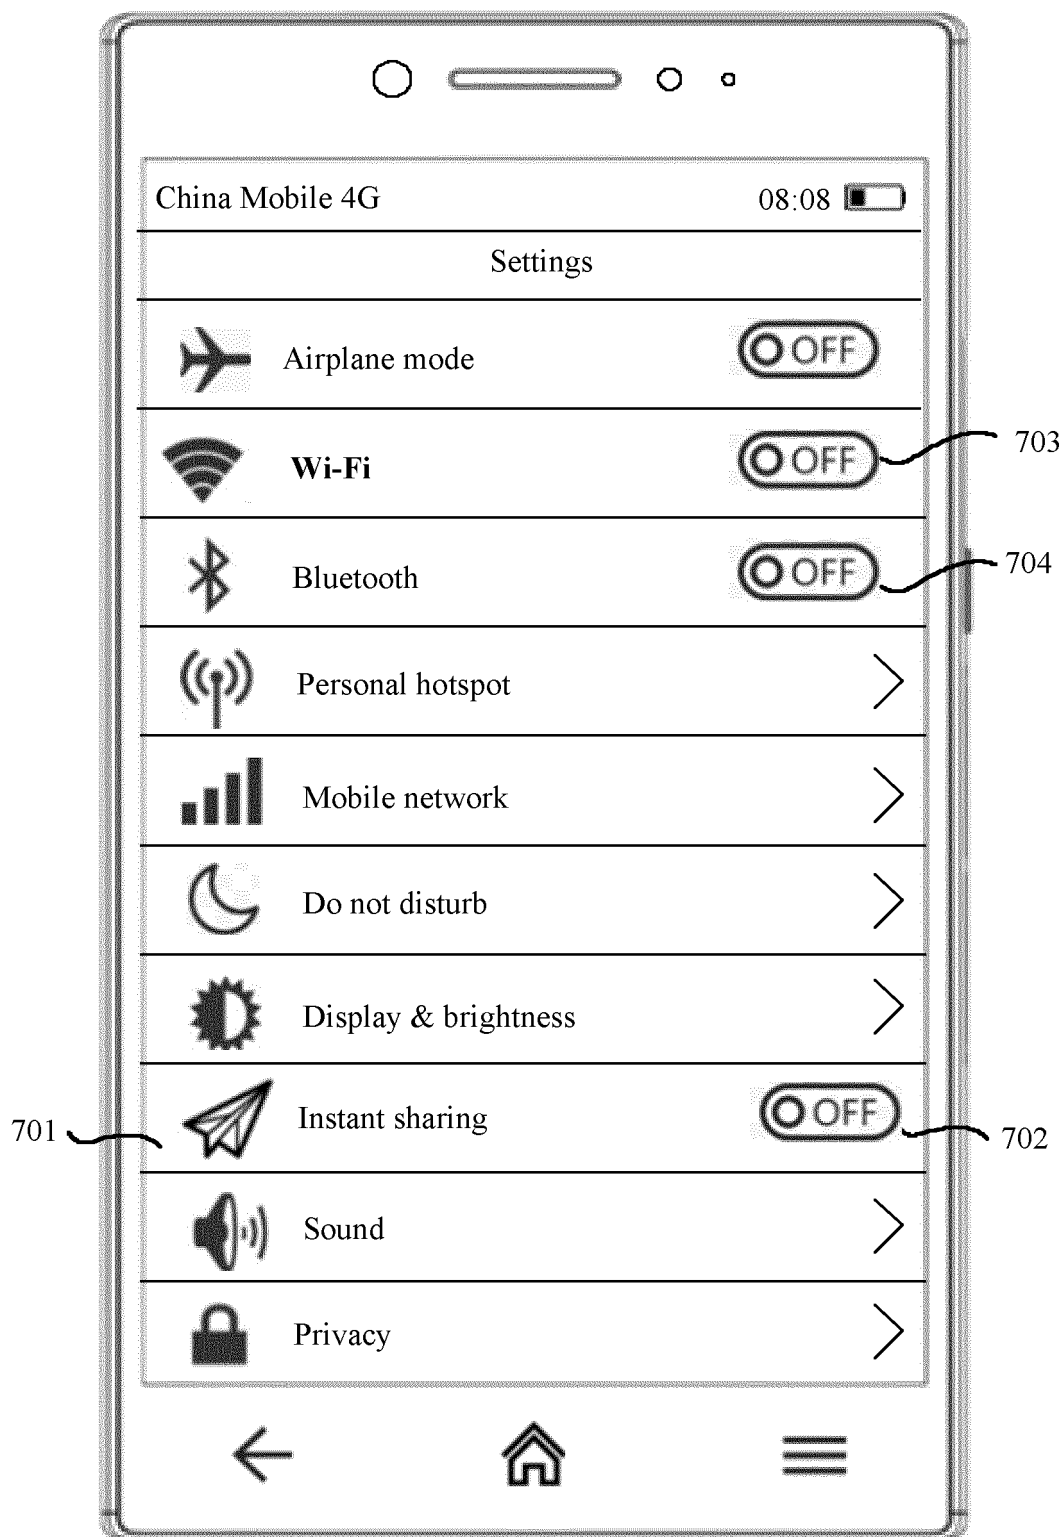 China Mobile 4G 08:08
Settings
Airplane mode OFF
Wi-Fi OFF 703
Bluetooth OFF 704
Personal hotspot
Mobile network
Do not disturb
Display & brightness
701 Instant sharing OFF 702
Sound
Privacy